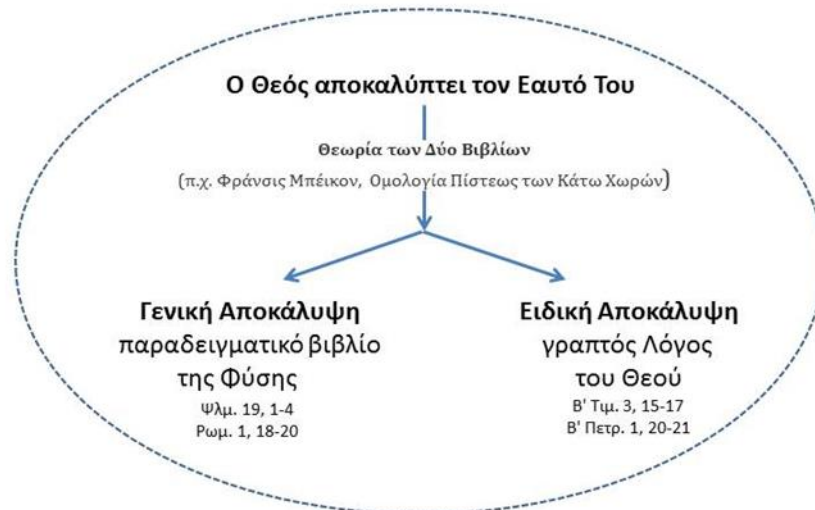 Ο Θεός αποκαλύπτει τον Εαυτό Του
Θεωρία των Δύο Βιβλίων
(π.χ. Φράνσις Μπέικον, Ομολογία Πίστεως των Κάτω Χωρών)
Γενική Αποκάλυψη
παραδειγματικό βιβλίο
της Φύσης
Ψλμ. 19, 1-4
Ρωμ. 1, 18-20
Ειδική Αποκάλυψη
γραπτός Λόγος
του Θεού
Β' Τιμ. 3, 15-17
Β' Πετρ. 1, 20-21